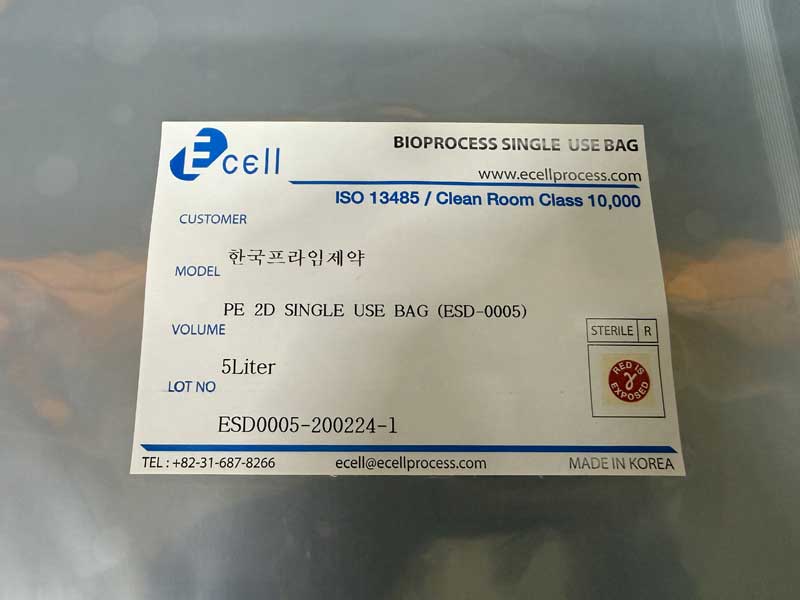 Ecell
BIOPROCESS SINGLE USE BAG
www.ecellprocess.com
ISO 13485 / Clean Room Class 10,000
CUSTOMER
한국프라임제약
MODEL
PE 2D SINGLE USE BAG (ESD-0005)
VOLUME
5Liter
LOT NO
ESD0005-200224-1
STERILE R
RED IS
γ
EXPOSED
TEL : +82-31-687-8266
ecell@ecellprocess.com
MADE IN KOREA